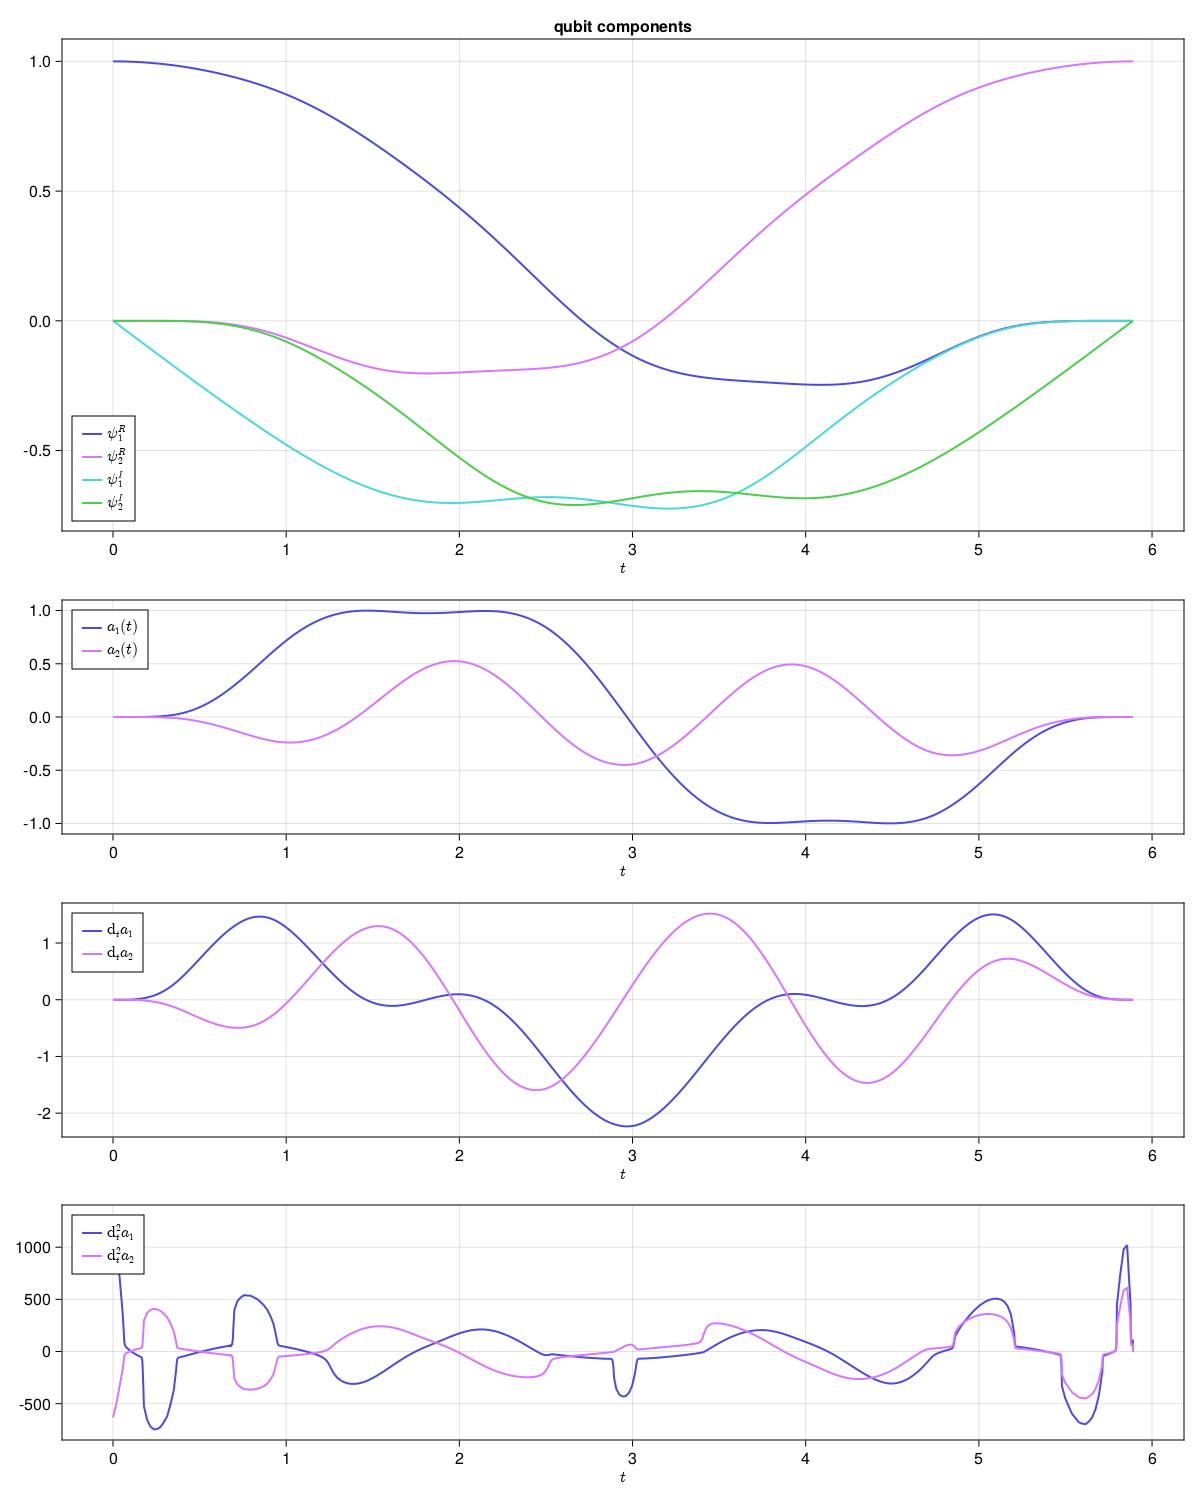 qubit components
1.0
0.5
0.0
-0.5
ψ₁ᴿ
ψ₂ᴿ
ψ₁ᴵ
ψ₂ᴵ
0 1 2 3 4 5 6
t
1.0
0.5
0.0
-0.5
-1.0
a₁(t)
a₂(t)
0 1 2 3 4 5 6
t
1
0
-1
-2
dₜa₁
dₜa₂
0 1 2 3 4 5 6
t
1000
500
0
-500
dₜ²a₁
dₜ²a₂
0 1 2 3 4 5 6
t